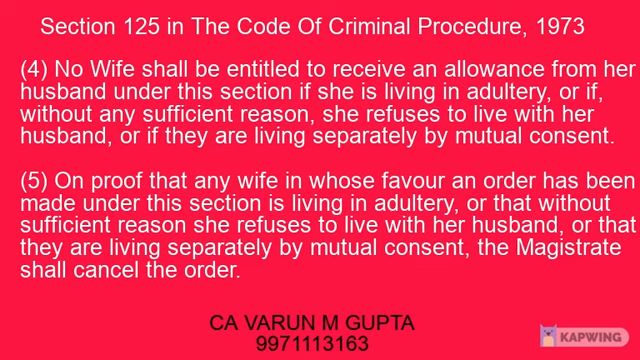 Section 125 in The Code Of Criminal Procedure, 1973
(4) No Wife shall be entitled to receive an allowance from her
husband under this section if she is living in adultery, or if,
without any sufficient reason, she refuses to live with her
husband, or if they are living separately by mutual consent.
(5) On proof that any wife in whose favour an order has been
made under this section is living in adultery, or that without
sufficient reason she refuses to live with her husband, or that
they are living separately by mutual consent, the Magistrate
shall cancel the order.
CA VARUN M GUPTA
9971113163
KAPWING